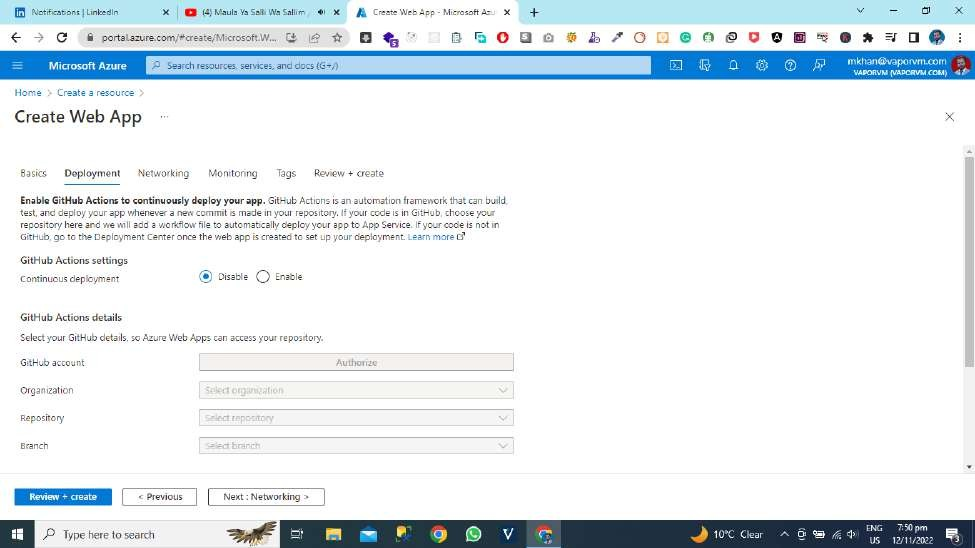 Notifications | LinkedIn
(4) Maula Ya Salli Wa Sallim
Create Web App - Microsoft Azu
portal.azure.com/#create/Microsoft.W...
Microsoft Azure
Search resources, services, and docs (G+/)
mkhan@vaporvm.com
VAPORVM (VAPORVM.COM)
Home > Create a resource >
Create Web App ...
Basics Deployment Networking Monitoring Tags Review + create
Enable GitHub Actions to continuously deploy your app. GitHub Actions is an automation framework that can build,
test, and deploy your app whenever a new commit is made in your repository. If your code is in GitHub, choose your
repository here and we will add a workflow file to automatically deploy your app to App Service. If your code is not in
GitHub, go to the Deployment Center once the web app is created to set up your deployment. Learn more
GitHub Actions settings
Continuous deployment Disable Enable
GitHub Actions details
Select your GitHub details, so Azure Web Apps can access your repository.
GitHub account Authorize
Organization Select organization
Repository Select repository
Branch Select branch
Review + create < Previous Next : Networking >
Type here to search
10°C Clear
ENG
US
7:50 pm
12/11/2022
3